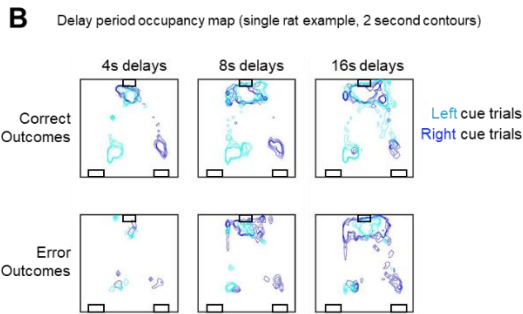 B
Delay period occupancy map (single rat example, 2 second contours)
4s delays
8s delays
16s delays
Correct
Outcomes
Left cue trials
Right cue trials
Error
Outcomes